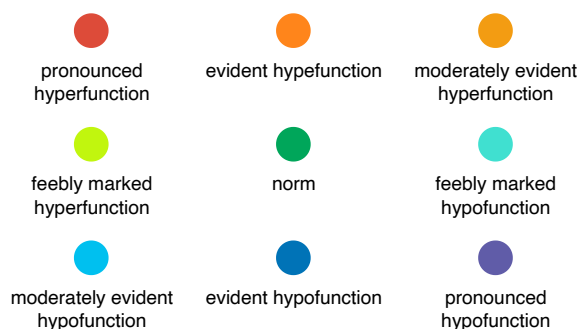 pronounced
hyperfunction
evident hypefunction
moderately evident
hyperfunction
feebly marked
hyperfunction
norm
feebly marked
hypofunction
moderately evident
hypofunction
evident hypofunction
pronounced
hypofunction